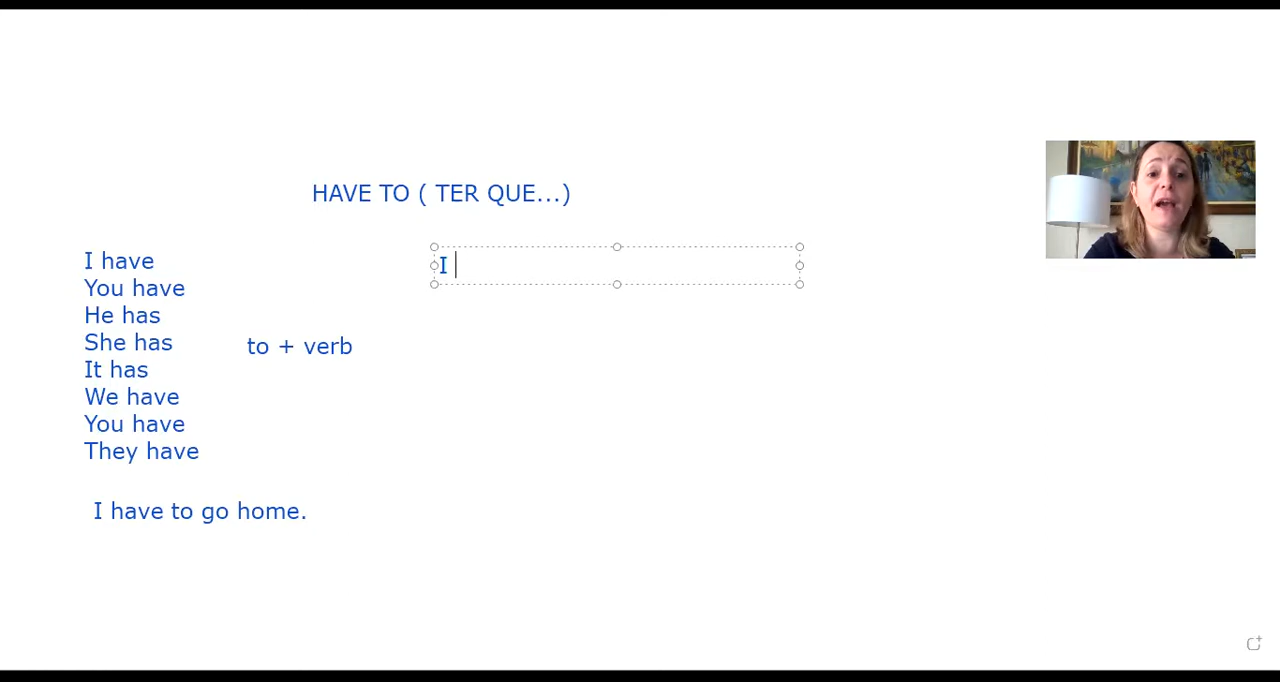 HAVE TO ( TER QUE...)
I have
You have
He has
She has
It has
We have
You have
They have
to + verb
I
I have to go home.